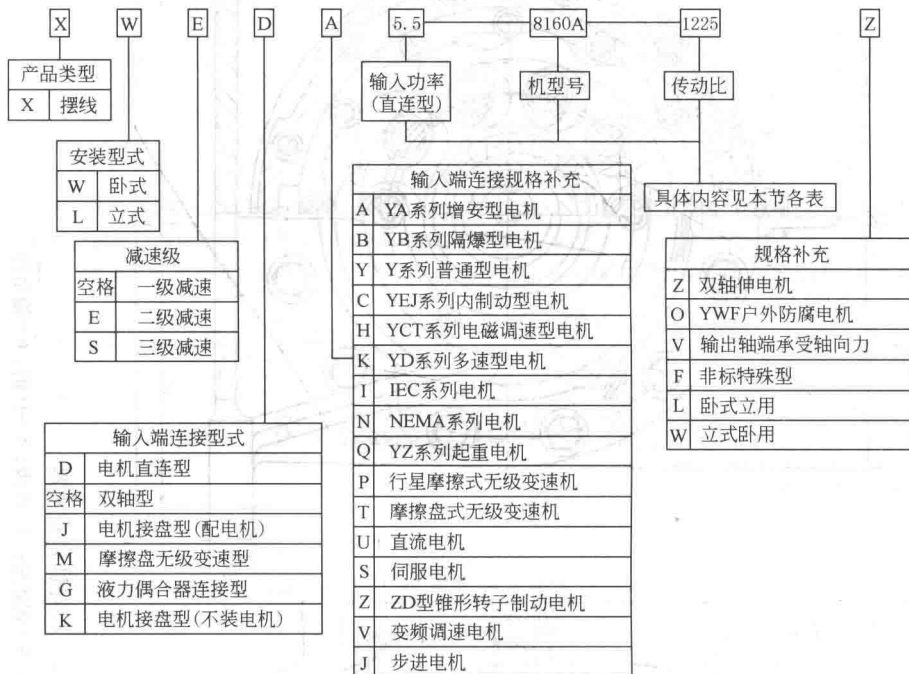 X W E D A 5.5 8160A 1225 Z
产品类型
X 摆线
输入功率
(直连型)
机型号
传动比
安装型式
W 卧式
L 立式
具体内容见本节各表
减速级
空格 一级减速
E 二级减速
S 三级减速
输入端连接型式
D 电机直连型
空格 双轴型
J 电机接盘型(配电机)
M 摩擦盘无级变速型
G 液力偶合器连接型
K 电机接盘型(不装电机)
输入端连接规格补充
A YA系列增安型电机
B YB系列隔爆型电机
Y Y系列普通型电机
C YEJ系列内制动型电机
H YCT系列电磁调速型电机
K YD系列多速型电机
I IEC系列电机
N NEMA系列电机
Q YZ系列起重电机
P 行星摩擦式无级变速机
T 摩擦盘式无级变速机
U 直流电机
S 伺服电机
Z ZD型锥形转子制动电机
V 变频调速电机
J 步进电机
规格补充
Z 双轴伸电机
O YWF户外防腐电机
V 输出轴端承受轴向力
F 非标特殊型
L 卧式立用
W 立式卧用